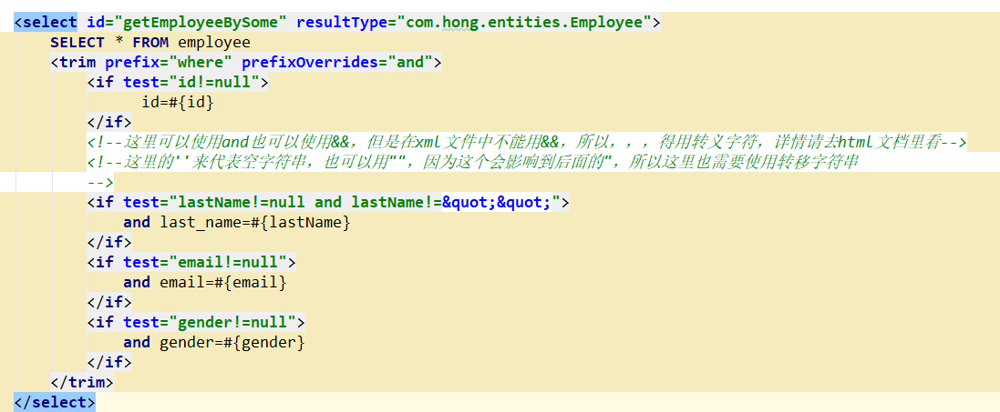 <select id="getEmployeeBySome" resultType="com.hong.entities.Employee">
    SELECT * FROM employee
    <trim prefix="where" prefixOverrides="and">
        <if test="id!=null">
              id=#{id}
        </if>
        <!--这里可以使用and也可以使用&&，但是在xml文件中不能用&&，所以，，，得用转义字符，详情请去html文档里看-->
        <!--这里的''来代表空字符串，也可以用""，因为这个会影响到后面的"，所以这里也需要使用转移字符串
        -->
        <if test="lastName!=null and lastName!=&quot;&quot;">
            and last_name=#{lastName}
        </if>
        <if test="email!=null">
            and email=#{email}
        </if>
        <if test="gender!=null">
            and gender=#{gender}
        </if>
    </trim>
</select>